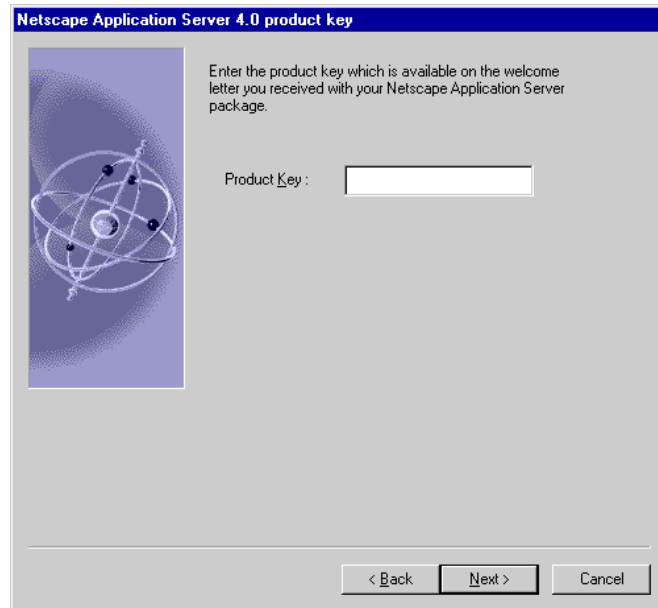 Netscape Application Server 4.0 product key
Enter the product key which is available on the welcome
letter you received with your Netscape Application Server
package.
Product Key :
< Back
Next >
Cancel